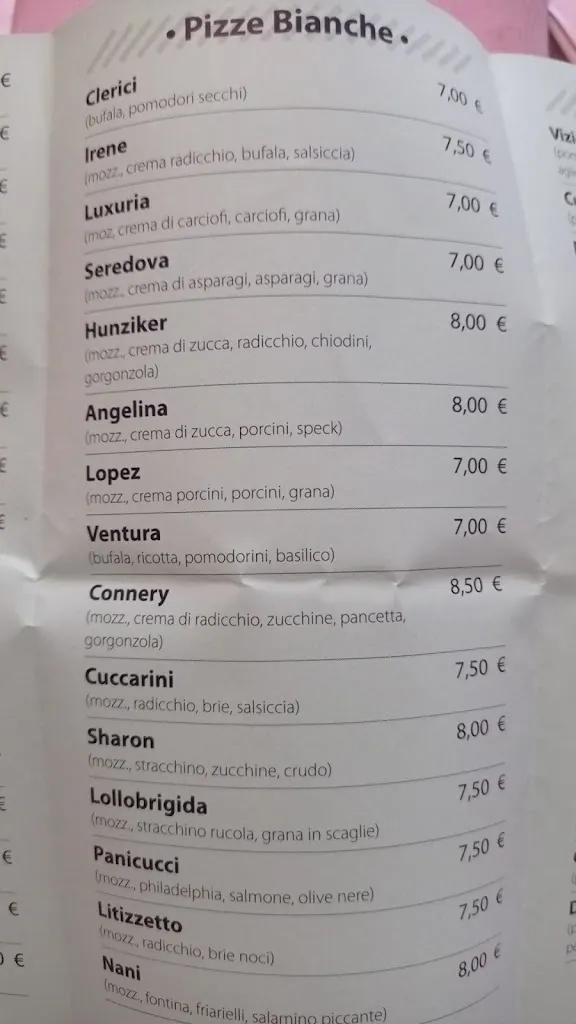 • Pizze Bianche •
Clerici 7,00 €
(bufala, pomodori secchi)
Irene 7,50 €
(mozz., crema radicchio, bufala, salsiccia)
Luxuria 7,00 €
(moz, crema di carciofi, carciofi, grana)
Seredova 7,00 €
(mozz., crema di asparagi, asparagi, grana)
Hunziker 8,00 €
(mozz., crema di zucca, radicchio, chiodini,
gorgonzola)
Angelina 8,00 €
(mozz., crema di zucca, porcini, speck)
Lopez 7,00 €
(mozz., crema porcini, porcini, grana)
Ventura 7,00 €
(bufala, ricotta, pomodorini, basilico)
Connery 8,50 €
(mozz., crema di radicchio, zucchine, pancetta,
gorgonzola)
Cuccarini 7,50 €
(mozz., radicchio, brie, salsiccia)
Sharon 8,00 €
(mozz., stracchino, zucchine, crudo)
Lollobrigida 7,50 €
(mozz., stracchino rucola, grana in scaglie)
Panicucci 7,50 €
(mozz., philadelphia, salmone, olive nere)
Litizzetto 7,50 €
(mozz., radicchio, brie noci)
Nani 8,00 €
(mozz., fontina, friarielli, salamino piccante)